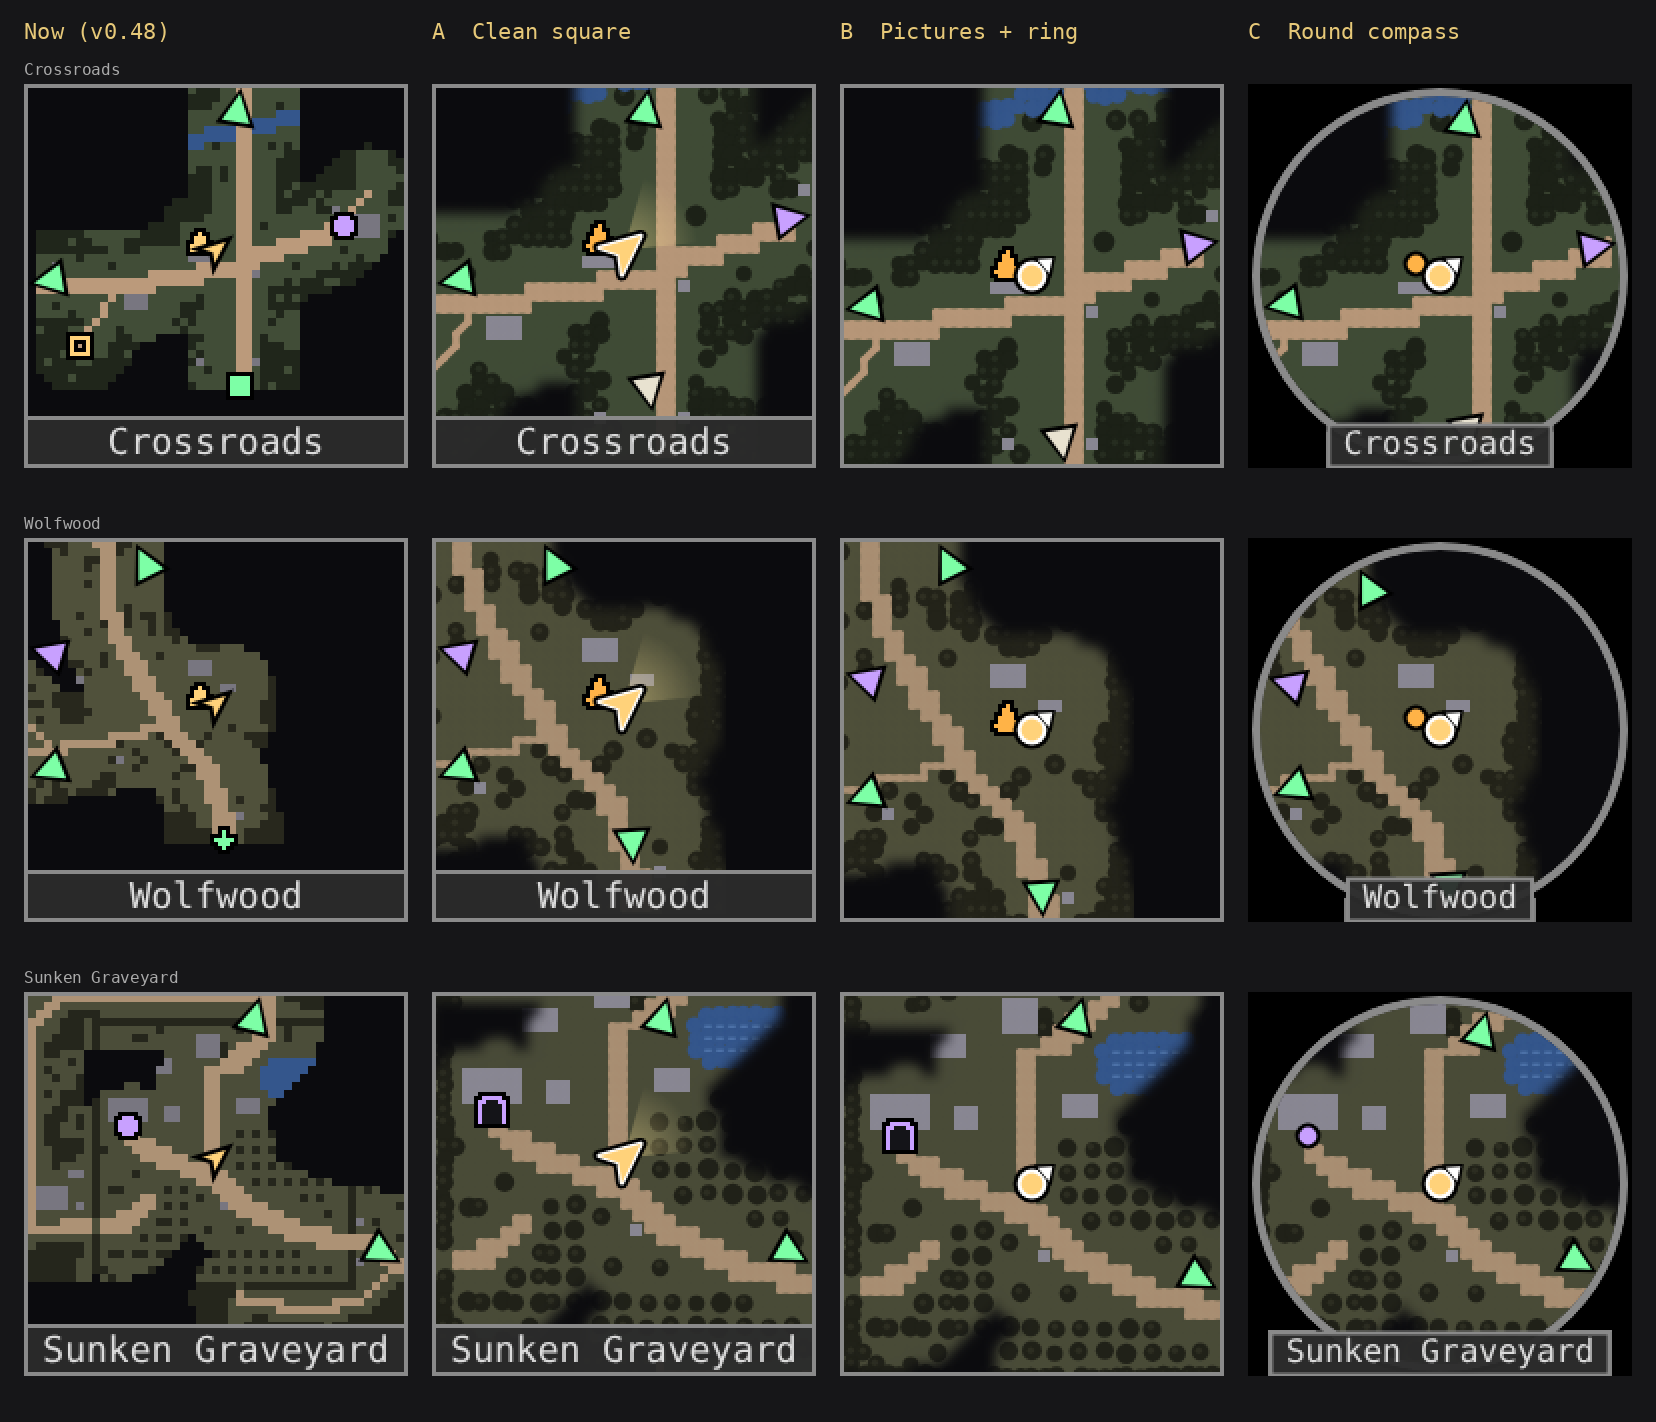 Now (v0.48)
A Clean square
B Pictures + ring
C Round compass
Crossroads
Crossroads
Crossroads
Crossroads
Wolfwood
Wolfwood
Wolfwood
Wolfwood
Sunken Graveyard
Sunken Graveyard
Sunken Graveyard
Sunken Graveyard